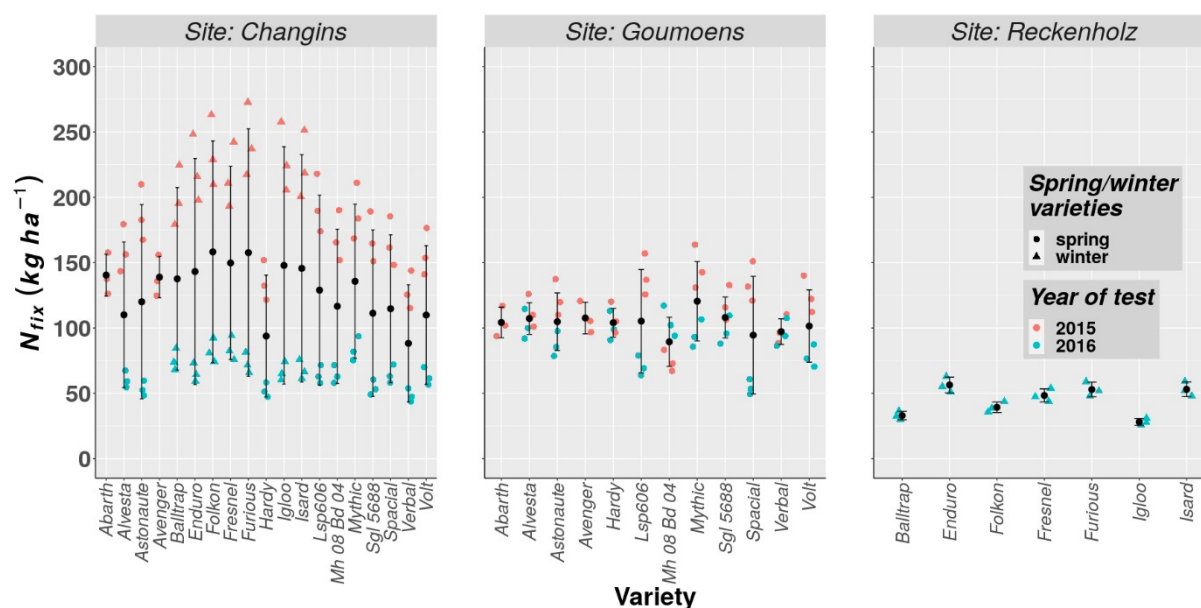 Site: Changins
Site: Goumoens
Site: Reckenholz
N_fix (kg ha⁻¹)
300
250
200
150
100
50
0
Spring/winter
varieties
spring
winter
Year of test
2015
2016
Abarth
Alvesta
Astonaute
Avenger
Balltrap
Enduro
Folkon
Fresnel
Furious
Hardy
Igloo
Isard
Lsp606
Mh 08 Bd 04
Mythic
Sgl 5688
Spacial
Verbal
Volt
Abarth
Alvesta
Astonaute
Avenger
Hardy
Lsp606
Mh 08 Bd 04
Mythic
Sgl 5688
Spacial
Verbal
Volt
Balltrap
Enduro
Folkon
Fresnel
Furious
Igloo
Isard
Variety